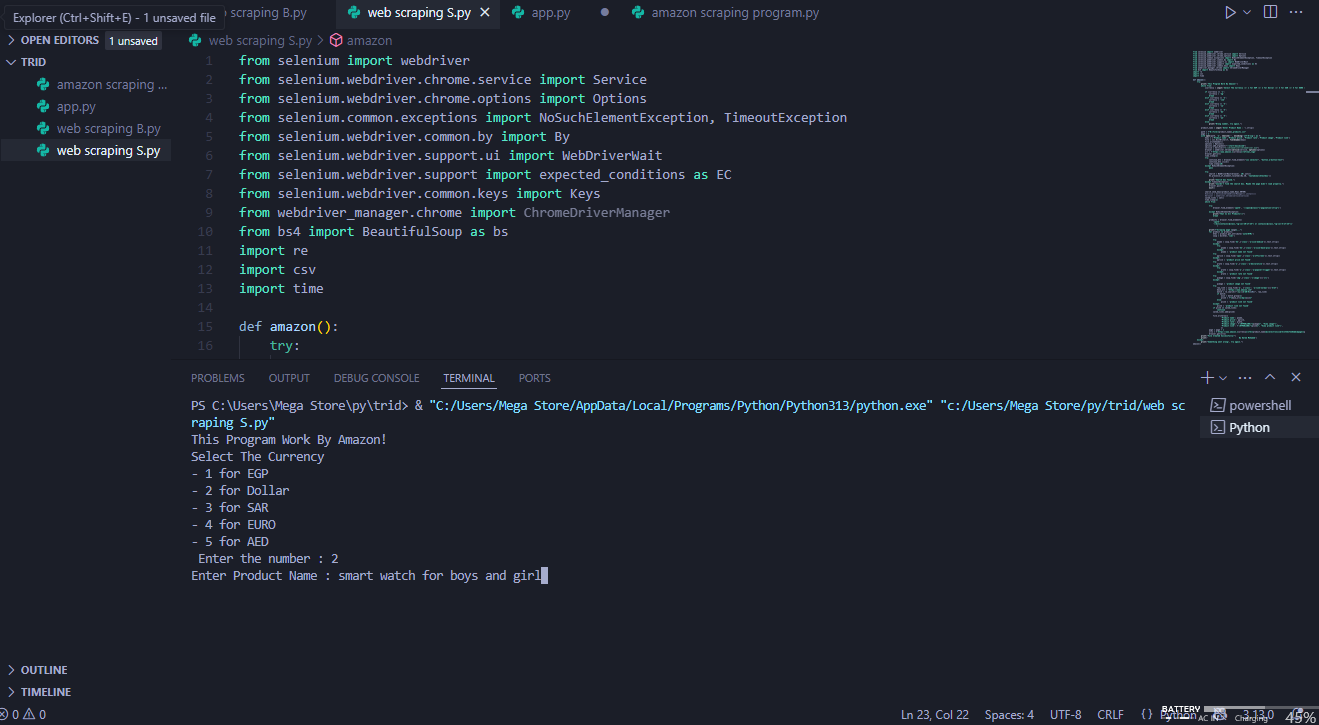 Explorer (Ctrl+Shift+E) - 1 unsaved file
scraping B.py
web scraping S.py
app.py
amazon scraping program.py
OPEN EDITORS
1 unsaved
web scraping S.py > amazon
TRID
amazon scraping ...
app.py
web scraping B.py
web scraping S.py
1 from selenium import webdriver
2 from selenium.webdriver.chrome.service import Service
3 from selenium.webdriver.chrome.options import Options
4 from selenium.common.exceptions import NoSuchElementException, TimeoutException
5 from selenium.webdriver.common.by import By
6 from selenium.webdriver.support.ui import WebDriverWait
7 from selenium.webdriver.support import expected_conditions as EC
8 from selenium.webdriver.common.keys import Keys
9 from webdriver_manager.chrome import ChromeDriverManager
10 from bs4 import BeautifulSoup as bs
11 import re
12 import csv
13 import time
14
15 def amazon():
16 try:
PROBLEMS OUTPUT DEBUG CONSOLE TERMINAL PORTS
PS C:\Users\Mega Store\py\trid> & "C:/Users/Mega Store/AppData/Local/Programs/Python/Python313/python.exe" "c:/Users/Mega Store/py/trid/web sc
raping S.py"
This Program Work By Amazon!
Select The Currency
- 1 for EGP
- 2 for Dollar
- 3 for SAR
- 4 for EURO
- 5 for AED
Enter the number : 2
Enter Product Name : smart watch for boys and girl
powershell
Python
OUTLINE
TIMELINE
0 0
Ln 23, Col 22 Spaces: 4 UTF-8 CRLF { } Python 3.13.0
BATTERY
AC IN Charging 45%